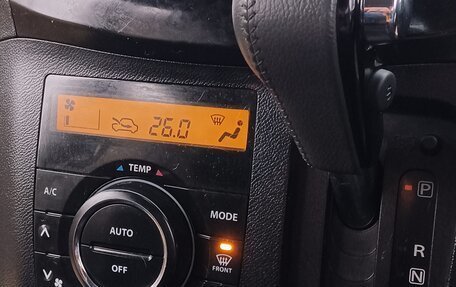 26.0
TEMP
A/C
MODE
AUTO
OFF
FRONT
P
R
N